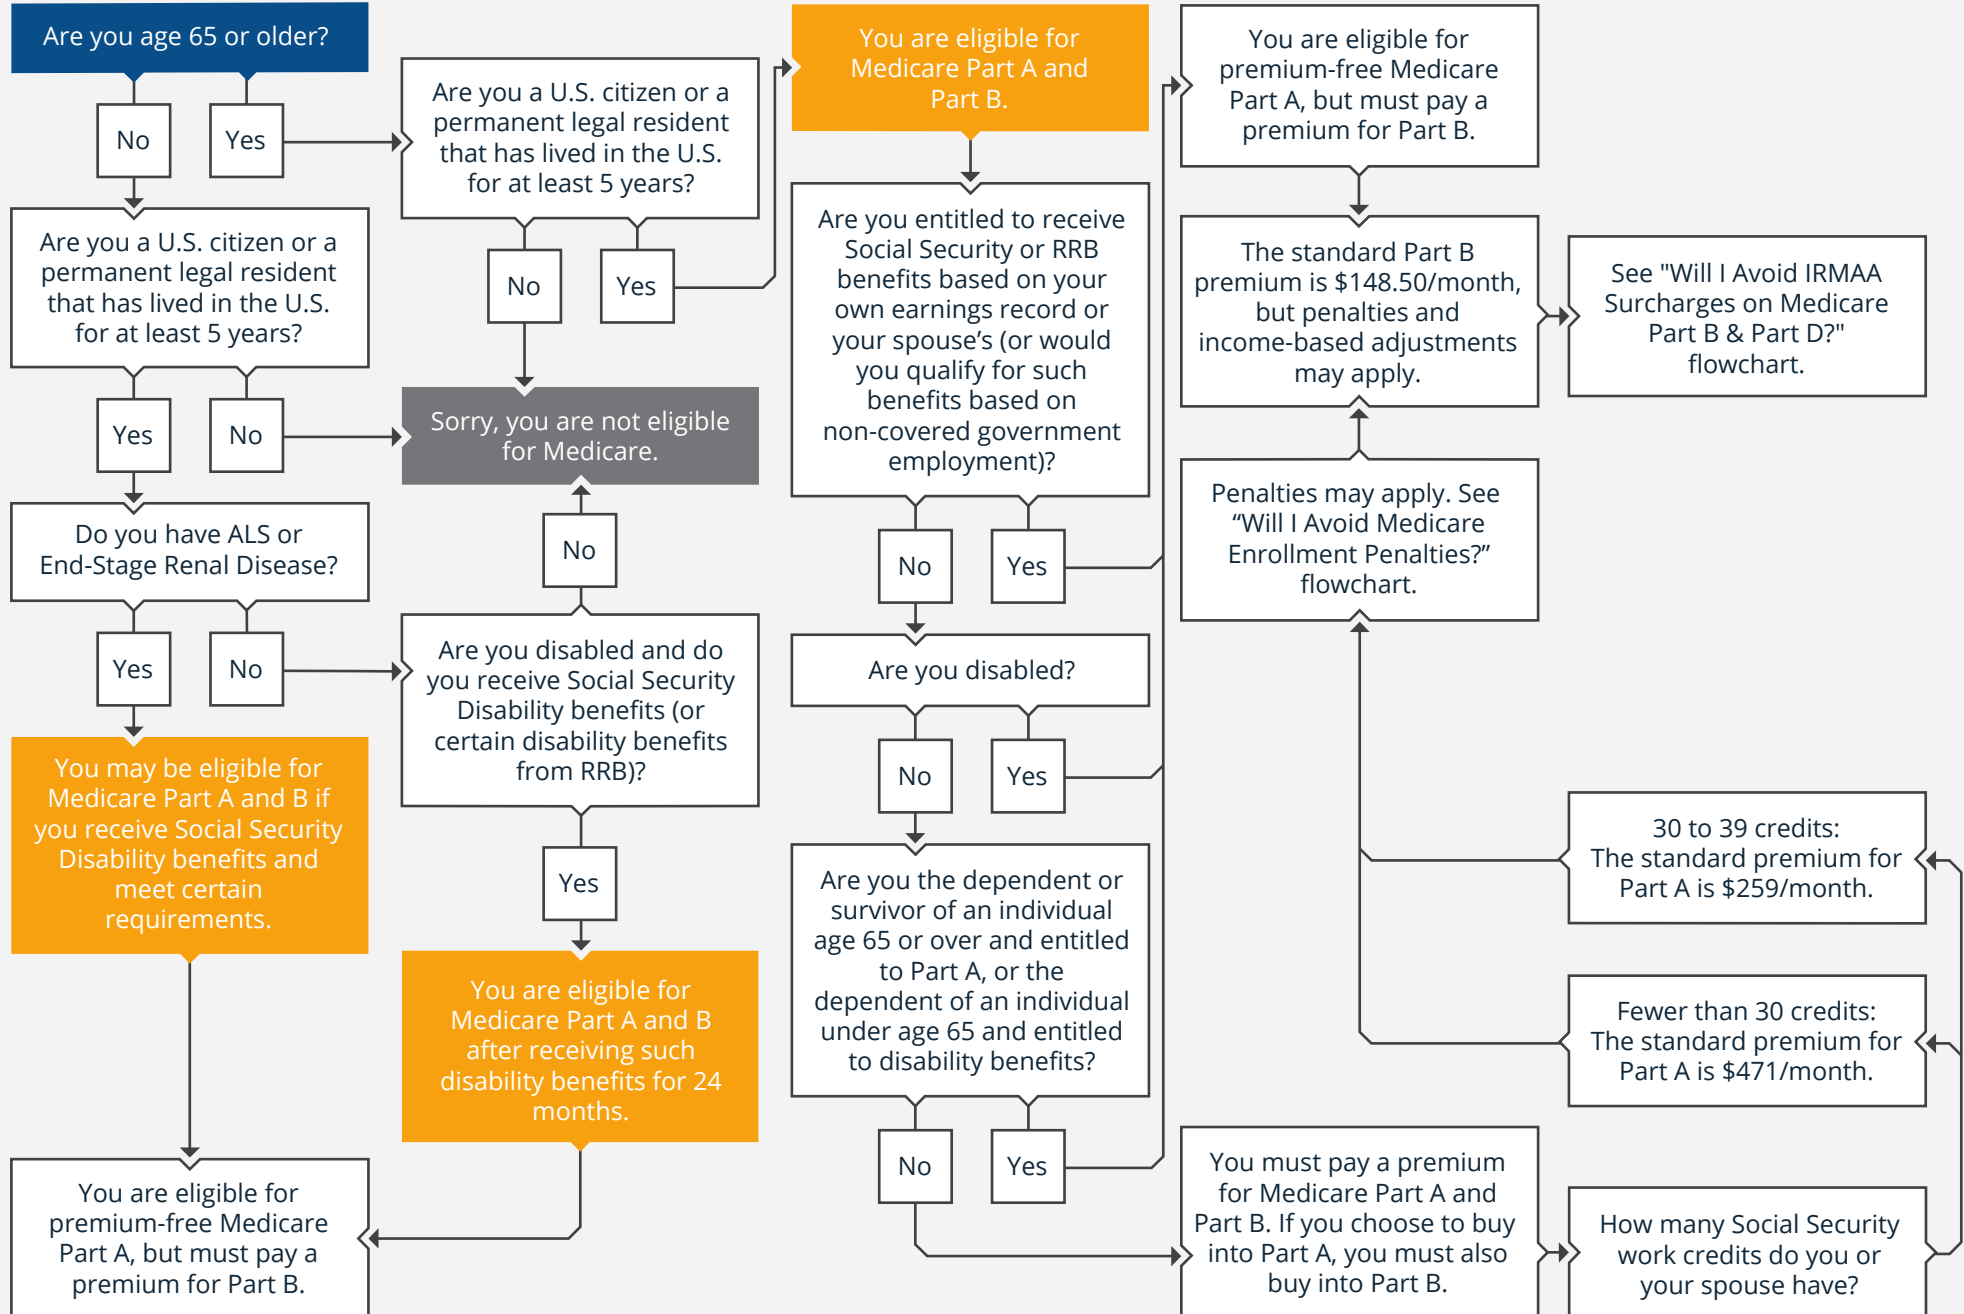 Are you age 65 or older?
No
Yes
Are you a U.S. citizen or a
permanent legal resident
that has lived in the U.S.
for at least 5 years?
Yes
No
Do you have ALS or
End-Stage Renal Disease?
Yes
No
You may be eligible for
Medicare Part A and B if
you receive Social Security
Disability benefits and
meet certain
requirements.
You are eligible for
premium-free Medicare
Part A, but must pay a
premium for Part B.
Are you a U.S. citizen or a
permanent legal resident
that has lived in the U.S.
for at least 5 years?
No
Yes
Sorry, you are not eligible
for Medicare.
No
Are you disabled and do
you receive Social Security
Disability benefits (or
certain disability benefits
from RRB)?
Yes
You are eligible for
Medicare Part A and B
after receiving such
disability benefits for 24
months.
You are eligible for
Medicare Part A and
Part B.
Are you entitled to receive
Social Security or RRB
benefits based on your
own earnings record or
your spouse’s (or would
you qualify for such
benefits based on
non-covered government
employment)?
No
Yes
Are you disabled?
No
Yes
Are you the dependent or
survivor of an individual
age 65 or over and entitled
to Part A, or the
dependent of an individual
under age 65 and entitled
to disability benefits?
No
Yes
You are eligible for
premium-free Medicare
Part A, but must pay a
premium for Part B.
The standard Part B
premium is $148.50/month,
but penalties and
income-based adjustments
may apply.
See "Will I Avoid IRMAA
Surcharges on Medicare
Part B & Part D?"
flowchart.
Penalties may apply. See
“Will I Avoid Medicare
Enrollment Penalties?”
flowchart.
30 to 39 credits:
The standard premium for
Part A is $259/month.
Fewer than 30 credits:
The standard premium for
Part A is $471/month.
You must pay a premium
for Medicare Part A and
Part B. If you choose to buy
into Part A, you must also
buy into Part B.
How many Social Security
work credits do you or
your spouse have?